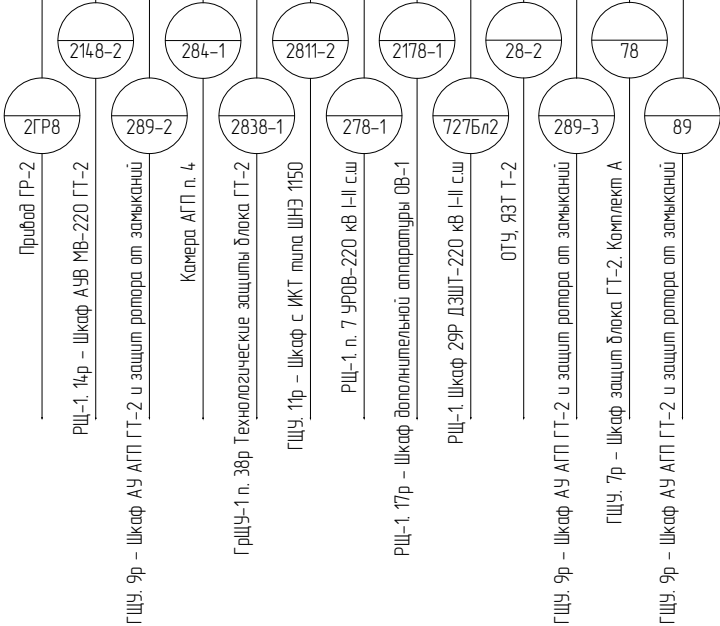 2148-2
284-1
2811-2
2178-1
28-2
78
2ГР8
289-2
2838-1
278-1
727Бл2
289-3
89
Привод ГР-2
РЩ-1. 14р - Шкаф АУВ МВ-220 ГТ-2
ГЩУ. 9р - Шкаф АУ АГП ГТ-2 и защит ротора от замыканий
Камера АГП п. 4
ГрЩУ-1 п. 38р Технологические защиты блока ГТ-2
ГЩУ. 11р - Шкаф с ИКТ типа ШНЭ 1150
РЩ-1. п. 7 УРОВ-220 кВ I-II с.ш
РЩ-1. 17р - Шкаф дополнительной аппаратуры ОВ-1
РЩ-1. Шкаф 29Р ДЗШТ-220 кВ I-II с.ш
ОТУ, ЯЗТ Т-2
ГЩУ. 9р - Шкаф АУ АГП ГТ-2 и защит ротора от замыканий
ГЩУ. 7р - Шкаф защит блока ГТ-2. Комплект А
ГЩУ. 9р - Шкаф АУ АГП ГТ-2 и защит ротора от замыканий